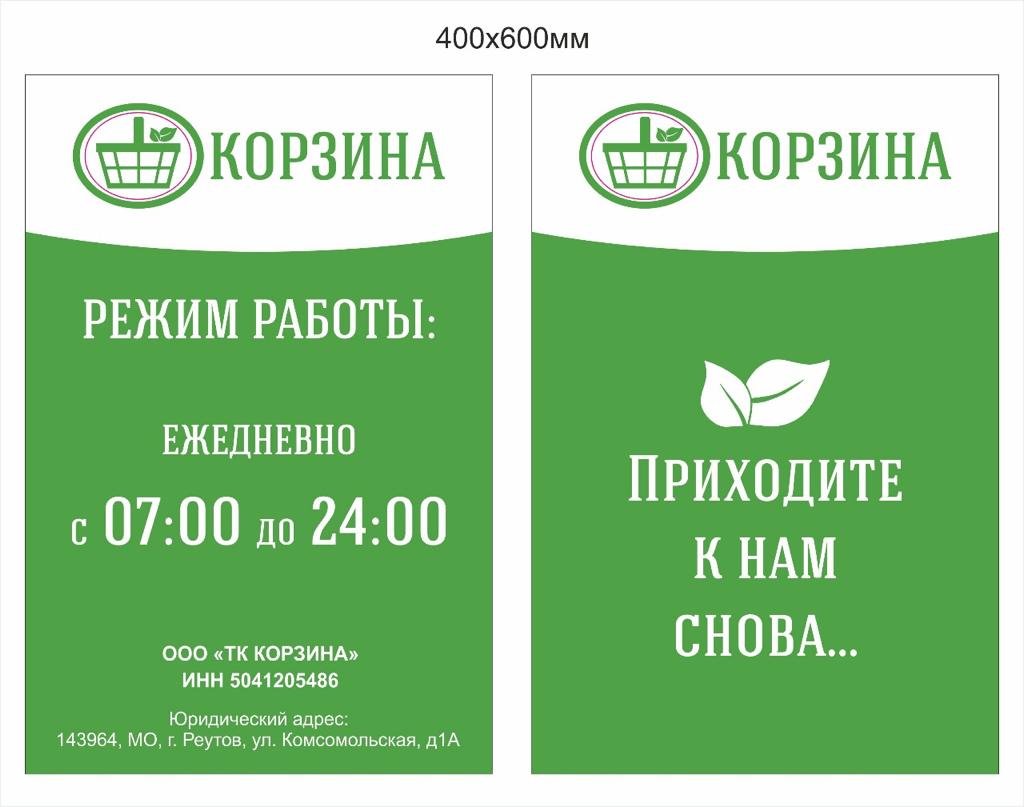 400х600мм
КОРЗИНА
РЕЖИМ РАБОТЫ:
ЕЖЕДНЕВНО
с 07:00 до 24:00
ООО «ТК КОРЗИНА»
ИНН 5041205486
Юридический адрес:
143964, МО, г. Реутов, ул. Комсомольская, д1А
КОРЗИНА
Приходите
к нам
снова...